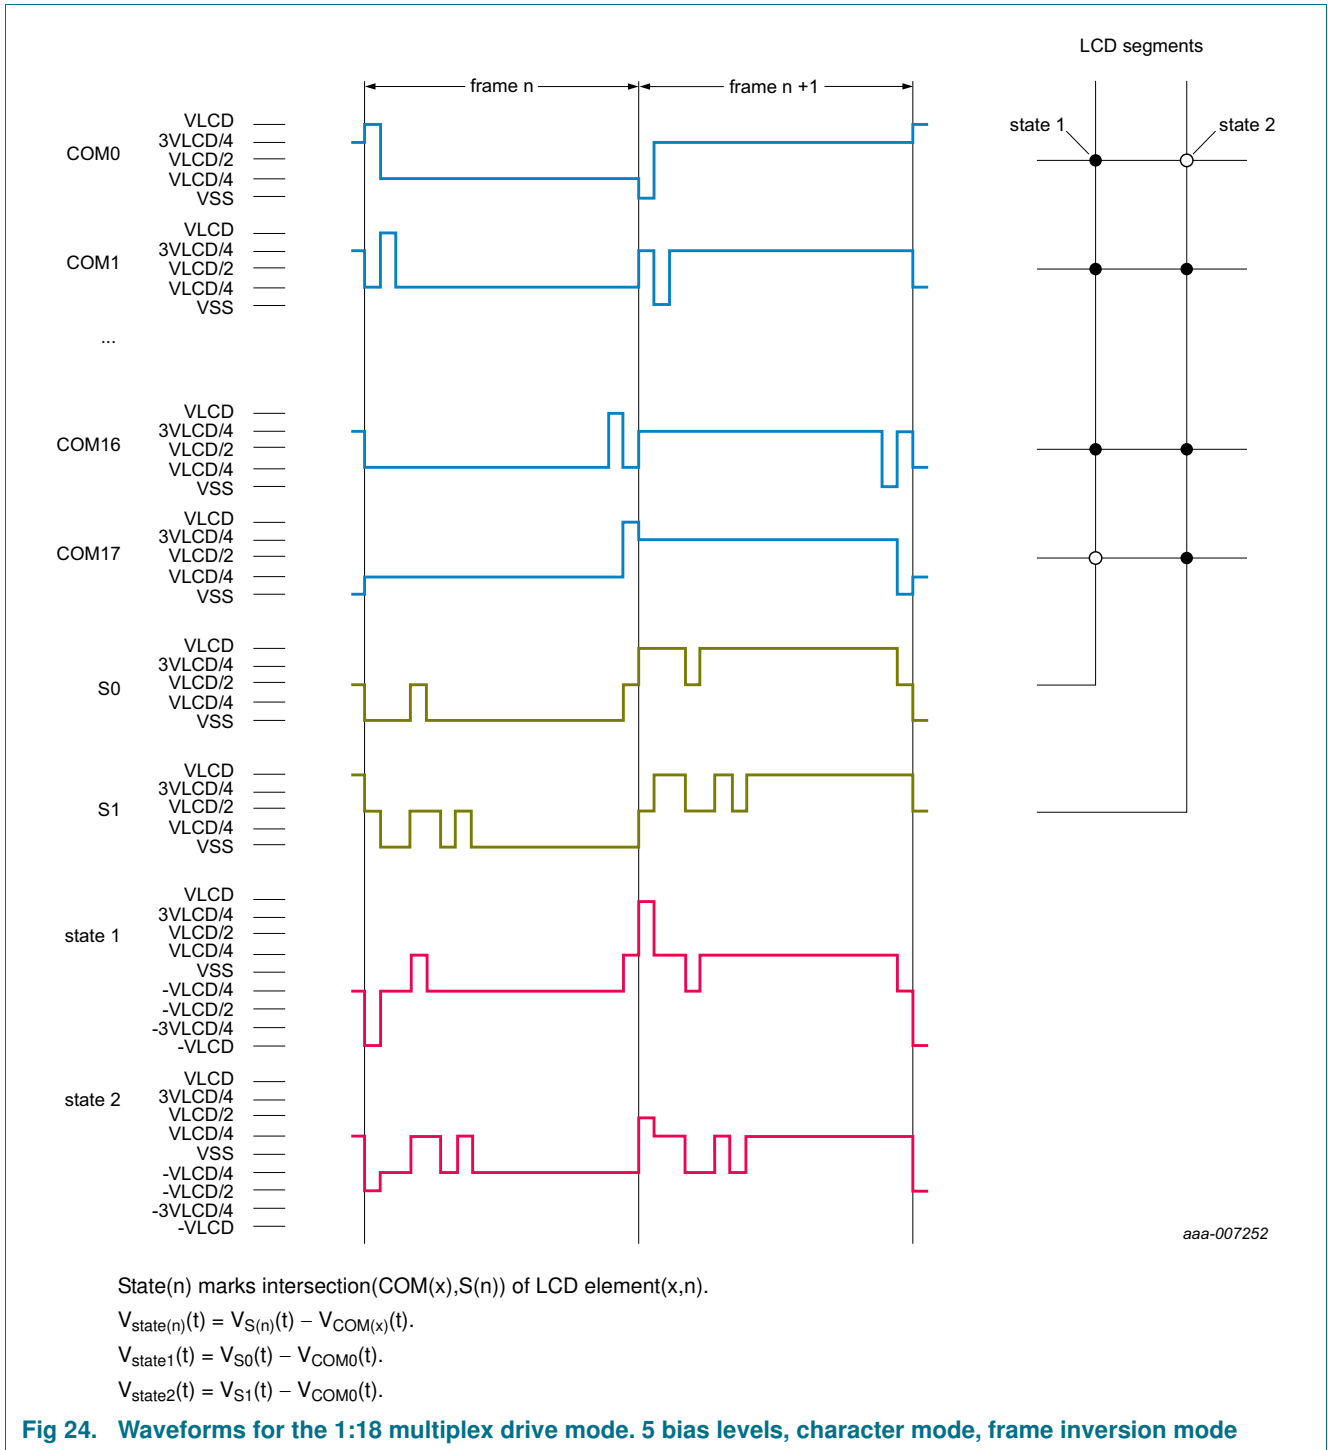 LCD segments
frame n
frame n +1
state 1
state 2
COM0
VLCD
3VLCD/4
VLCD/2
VLCD/4
VSS
COM1
VLCD
3VLCD/4
VLCD/2
VLCD/4
VSS
...
COM16
VLCD
3VLCD/4
VLCD/2
VLCD/4
VSS
COM17
VLCD
3VLCD/4
VLCD/2
VLCD/4
VSS
S0
VLCD
3VLCD/4
VLCD/2
VLCD/4
VSS
S1
VLCD
3VLCD/4
VLCD/2
VLCD/4
VSS
state 1
VLCD
3VLCD/4
VLCD/2
VLCD/4
VSS
-VLCD/4
-VLCD/2
-3VLCD/4
-VLCD
state 2
VLCD
3VLCD/4
VLCD/2
VLCD/4
VSS
-VLCD/4
-VLCD/2
-3VLCD/4
-VLCD
aaa-007252
State(n) marks intersection(COM(x),S(n)) of LCD element(x,n).
Vstate(n)(t) = VS(n)(t) − VCOM(x)(t).
Vstate1(t) = VS0(t) − VCOM0(t).
Vstate2(t) = VS1(t) − VCOM0(t).
Fig 24. Waveforms for the 1:18 multiplex drive mode. 5 bias levels, character mode, frame inversion mode